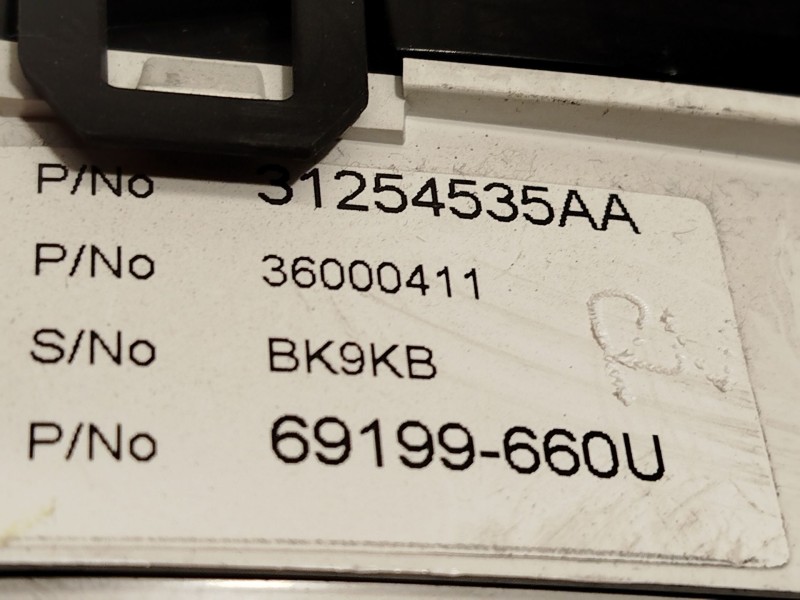 P/No 31254535AA
P/No 36000411
S/No BK9KB
P/No 69199-660U